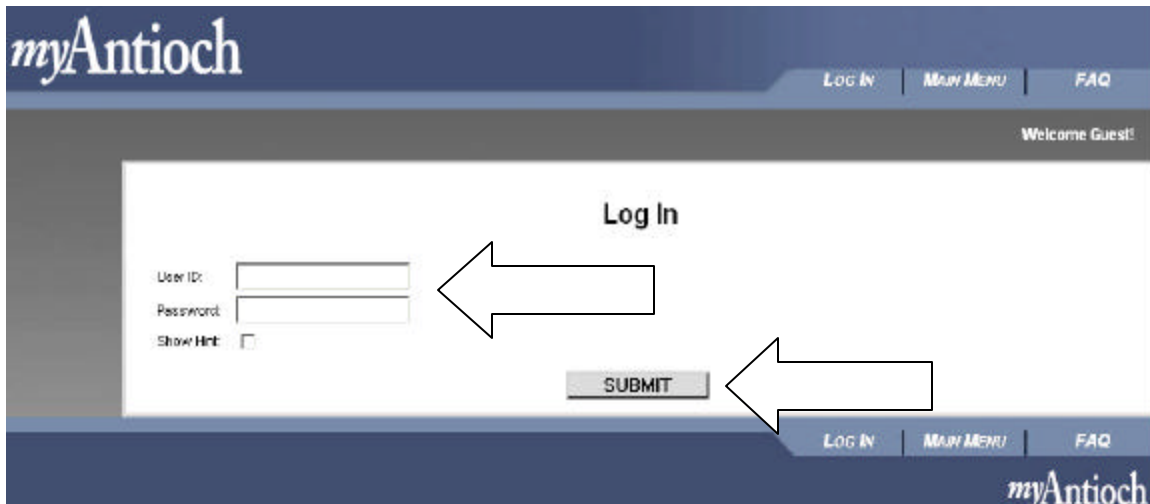 myAntioch
LOG IN MAIN MENU FAQ
Welcome Guest!
Log In
User ID:
Password:
Show Hint:
SUBMIT
LOG IN MAIN MENU FAQ
myAntioch